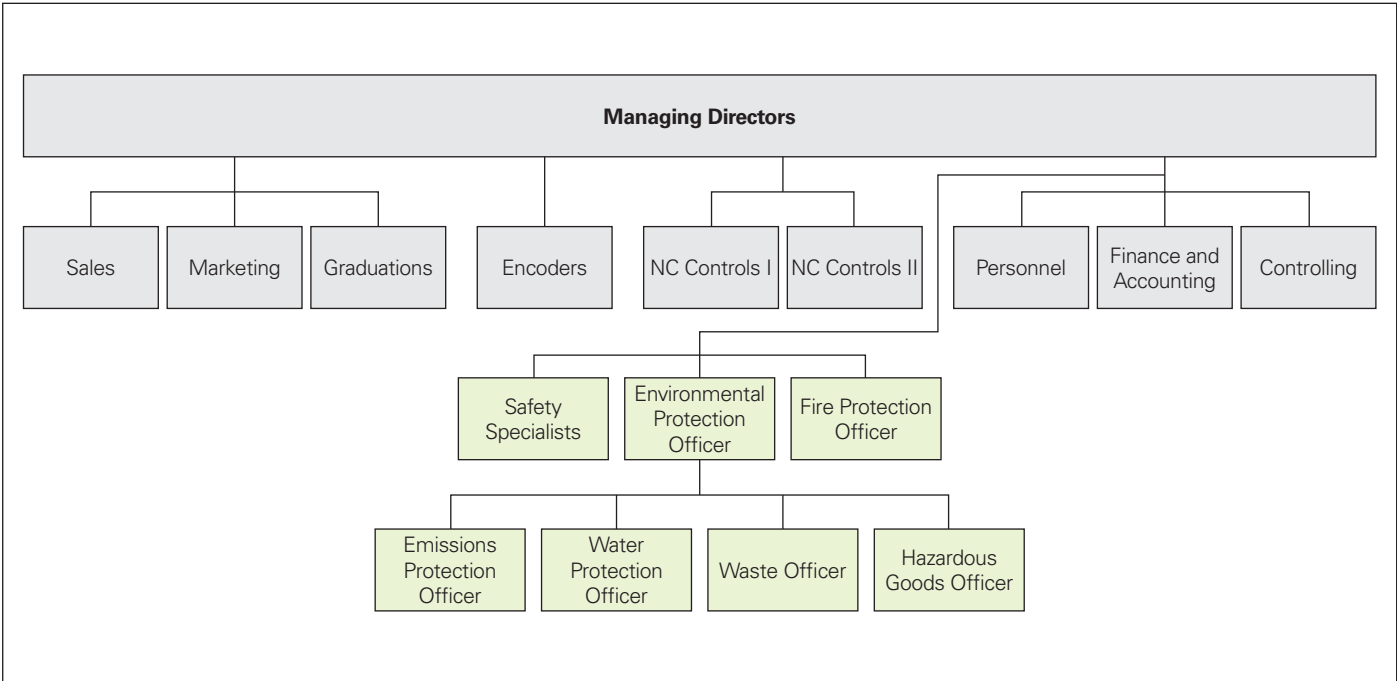 Managing Directors
Sales
Marketing
Graduations
Encoders
NC Controls I
NC Controls II
Personnel
Finance and
Accounting
Controlling
Safety
Specialists
Environmental
Protection
Officer
Fire Protection
Officer
Emissions
Protection
Officer
Water
Protection
Officer
Waste Officer
Hazardous
Goods Officer